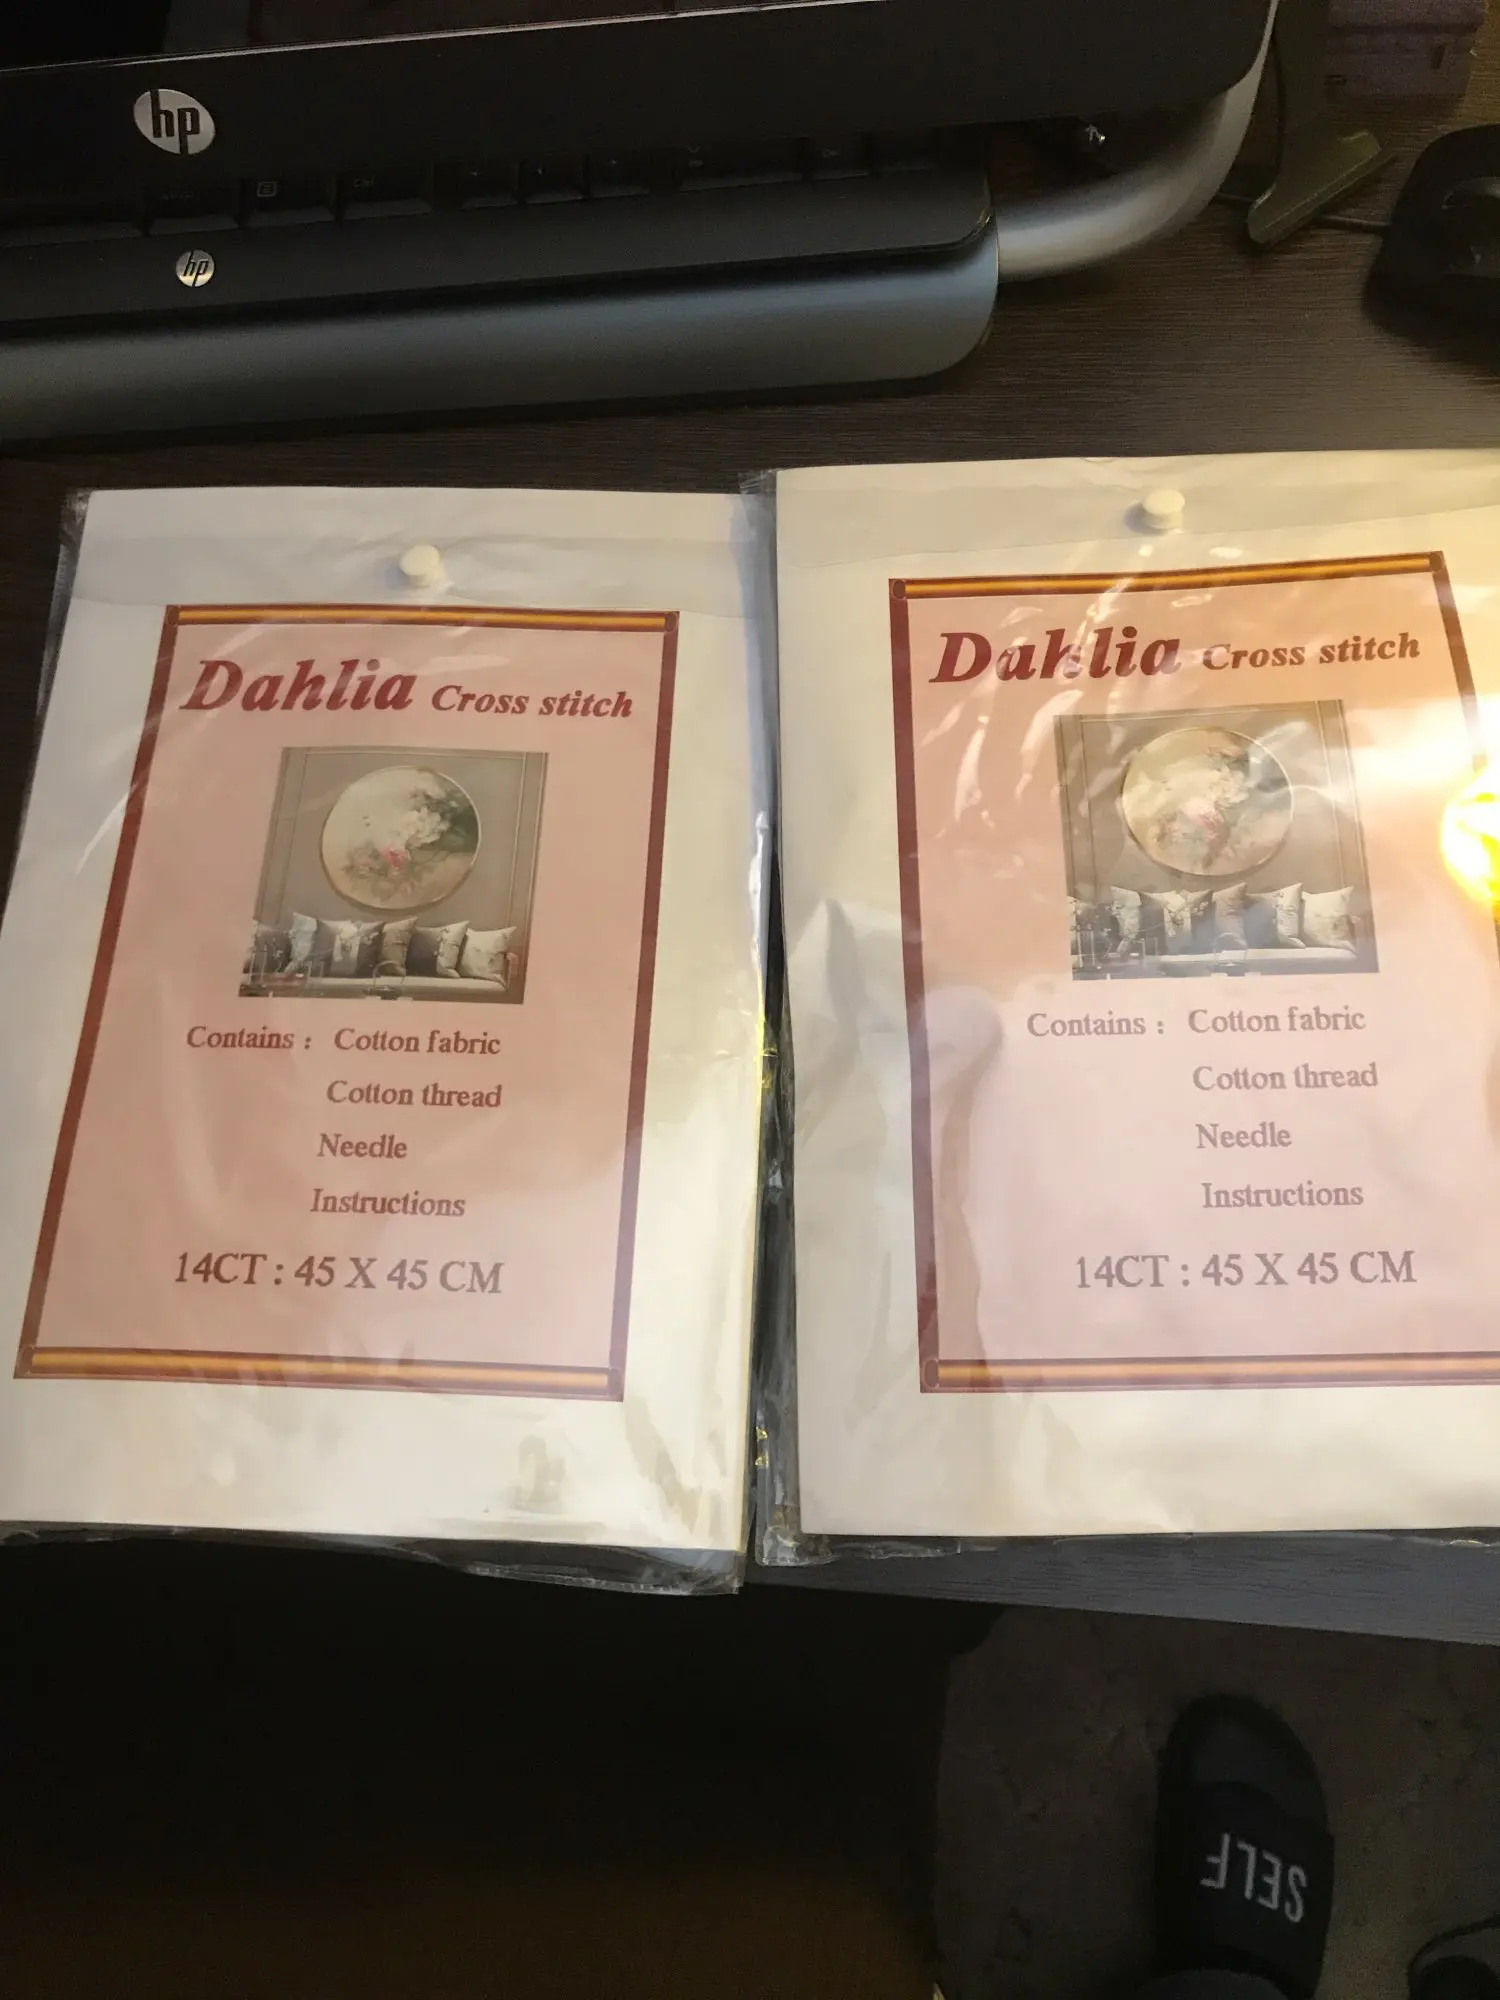 hp
hp
Dahlia Cross stitch
Contains : Cotton fabric
Cotton thread
Needle
Instructions
14CT : 45 X 45 CM
Dahlia Cross stitch
Contains : Cotton fabric
Cotton thread
Needle
Instructions
14CT : 45 X 45 CM
SELF